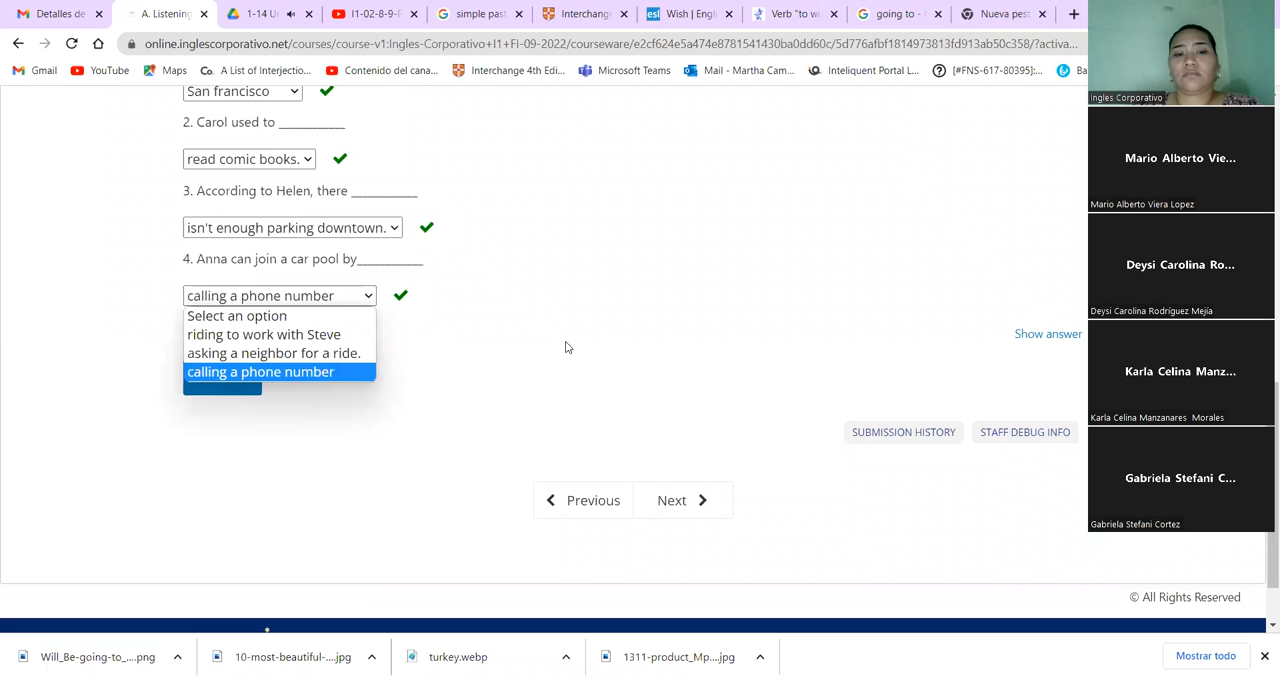 Detalles de
A. Listening
1-14 U
I1-02-8-9-F
simple past
Interchange
Wish | Engl
Verb "to wi
going to -
Nueva pest
online.inglescorporativo.net/courses/course-v1:Ingles-Corporativo+I1+FI-09-2022/courseware/e2cf624e5a474e8781541430ba0dd60c/5d776afbf1814973813fd913ab50c358/?activa...
Gmail
YouTube
Maps
A List of Interjectio...
Contenido del cana...
Interchange 4th Edi...
Microsoft Teams
Mail - Martha Cam...
Inteliquent Portal L...
[#FNS-617-80395]:...
Ba
San francisco
2. Carol used to ___________
read comic books.
3. According to Helen, there ___________
isn't enough parking downtown.
4. Anna can join a car pool by___________
calling a phone number
Select an option
riding to work with Steve
asking a neighbor for a ride.
calling a phone number
Show answer
SUBMISSION HISTORY
STAFF DEBUG INFO
Previous
Next
© All Rights Reserved
Ingles Corporativo
Mario Alberto Vie...
Mario Alberto Viera Lopez
Deysi Carolina Ro...
Deysi Carolina Rodríguez Mejía
Karla Celina Manz...
Karla Celina Manzanares Morales
Gabriela Stefani C...
Gabriela Stefani Cortez
Will_Be-going-to_....png
10-most-beautiful-....jpg
turkey.webp
1311-product_Mp....jpg
Mostrar todo